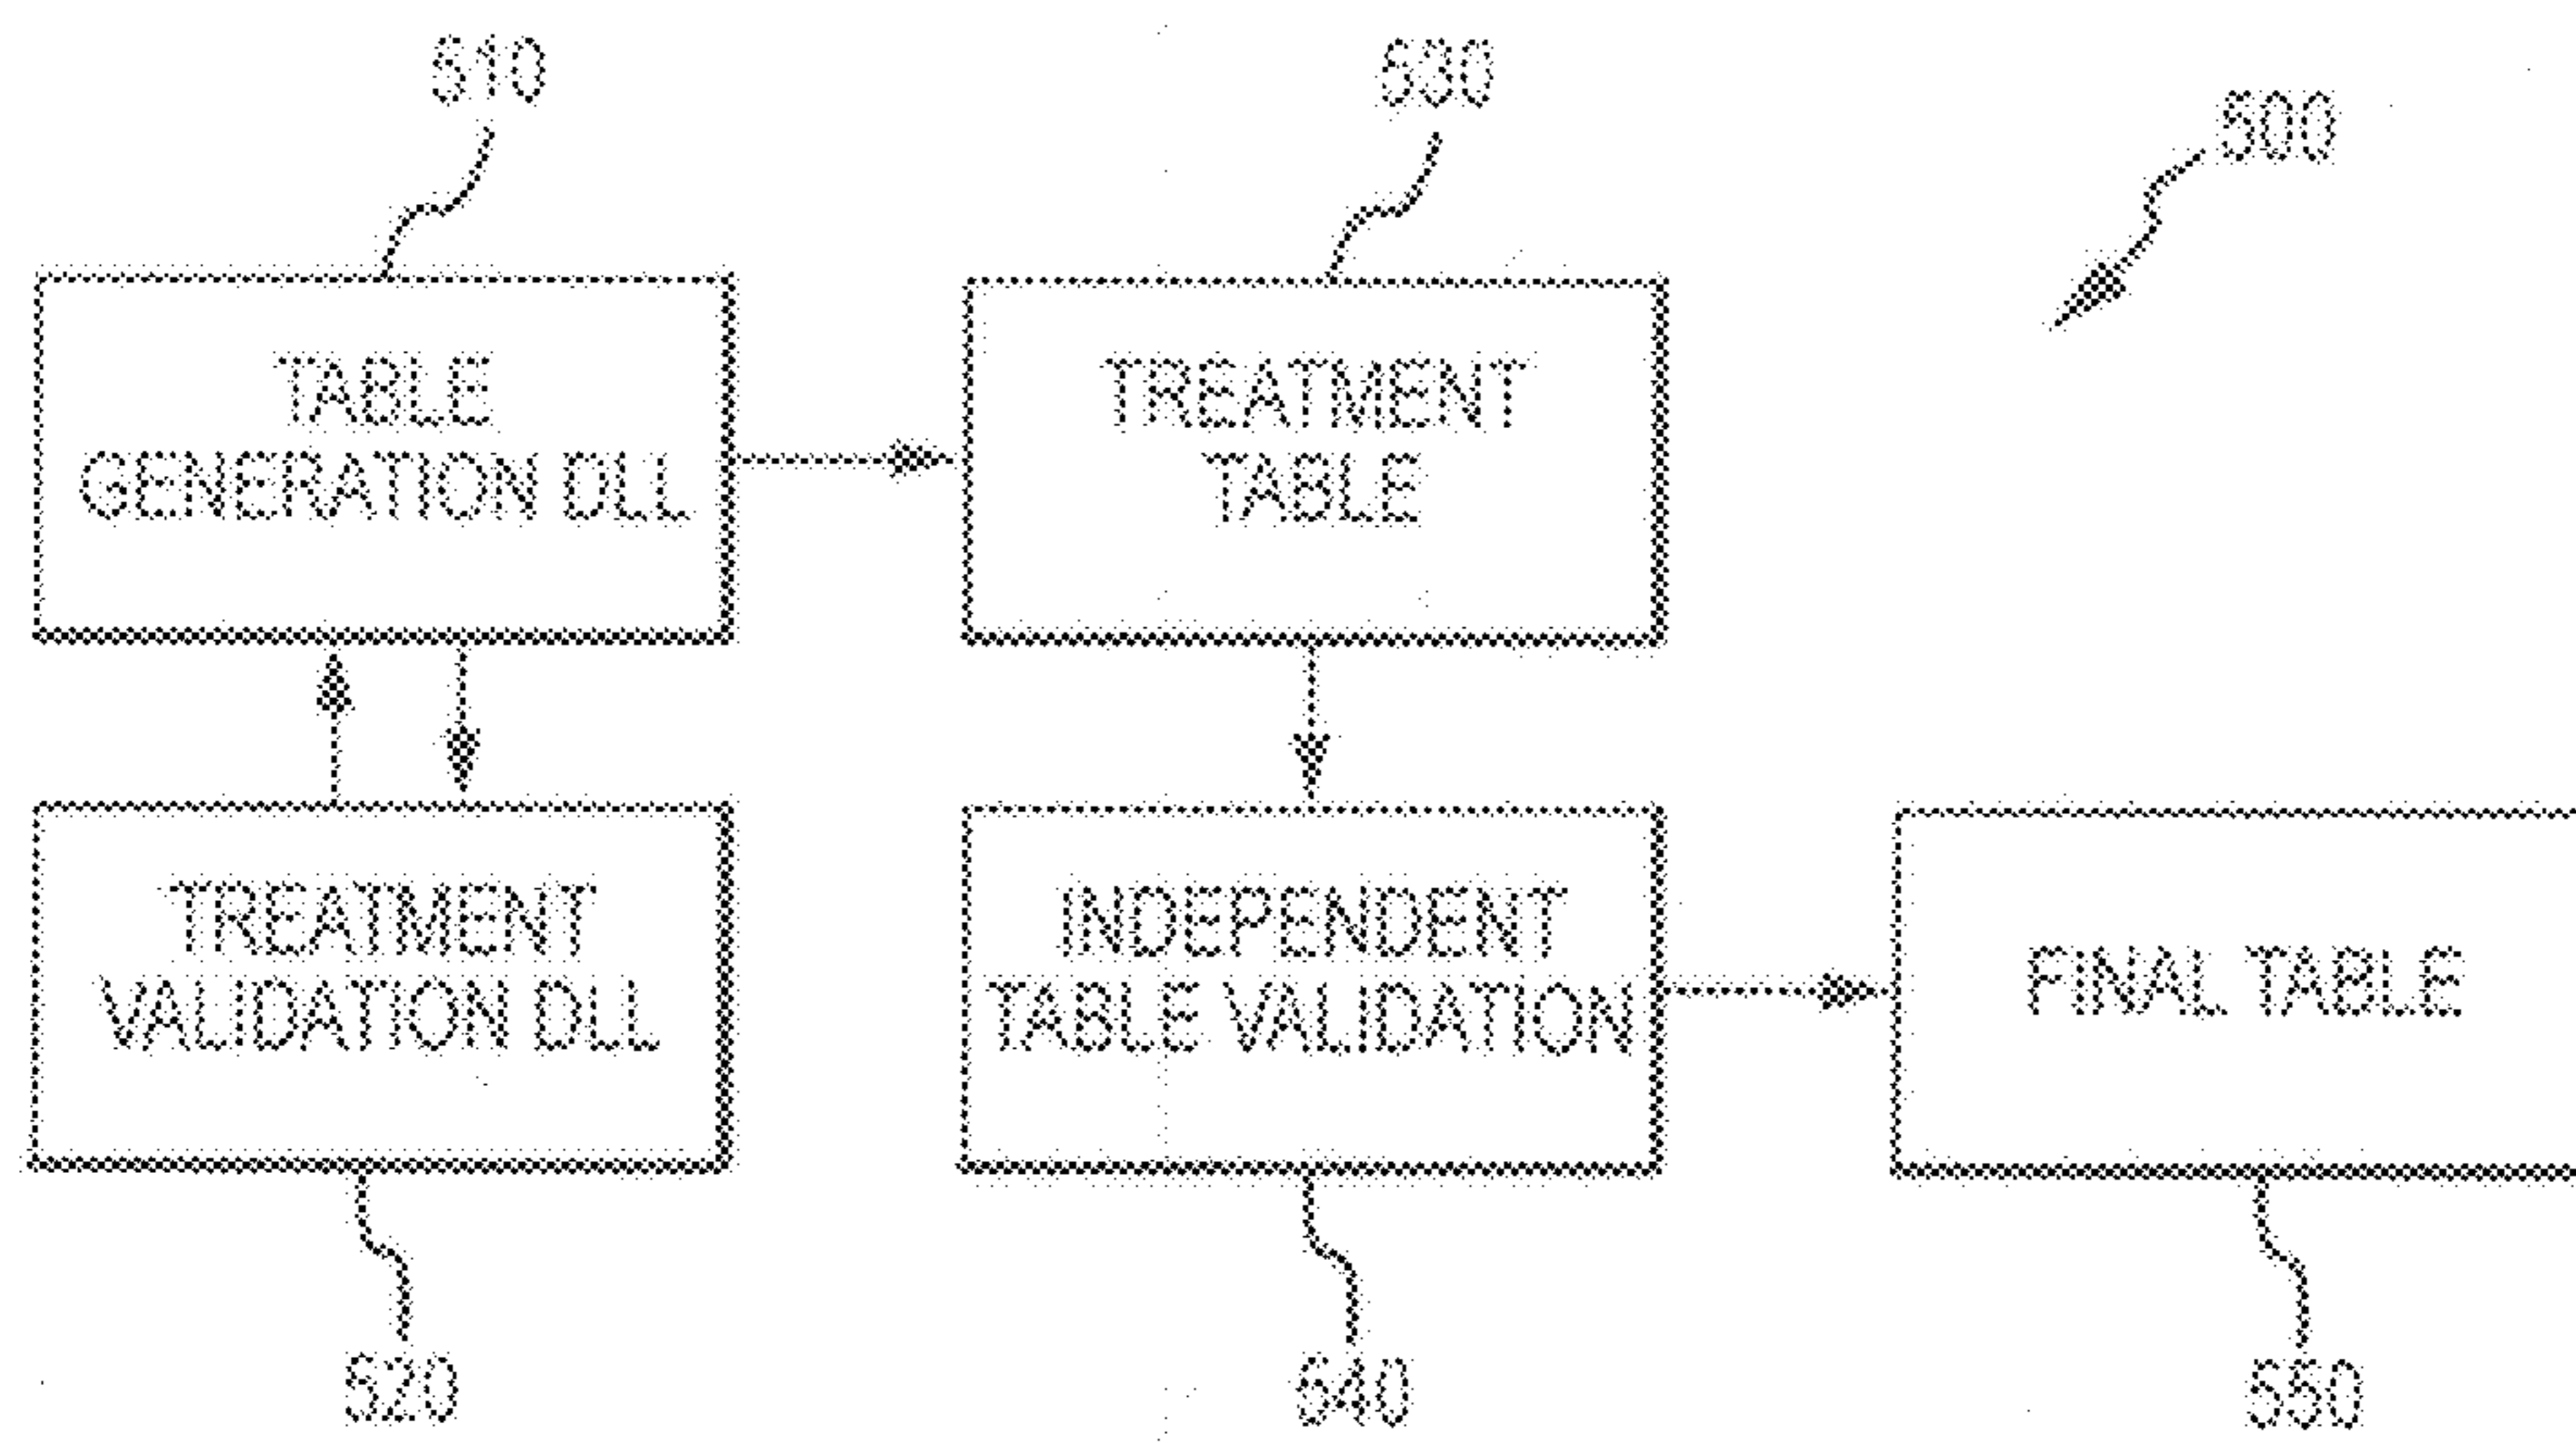 510
530
500
TABLE
GENERATION DLL
TREATMENT
TABLE
TREATMENT
VALIDATION DLL
INDEPENDENT
TABLE VALIDATION
FINAL TABLE
520
540
550